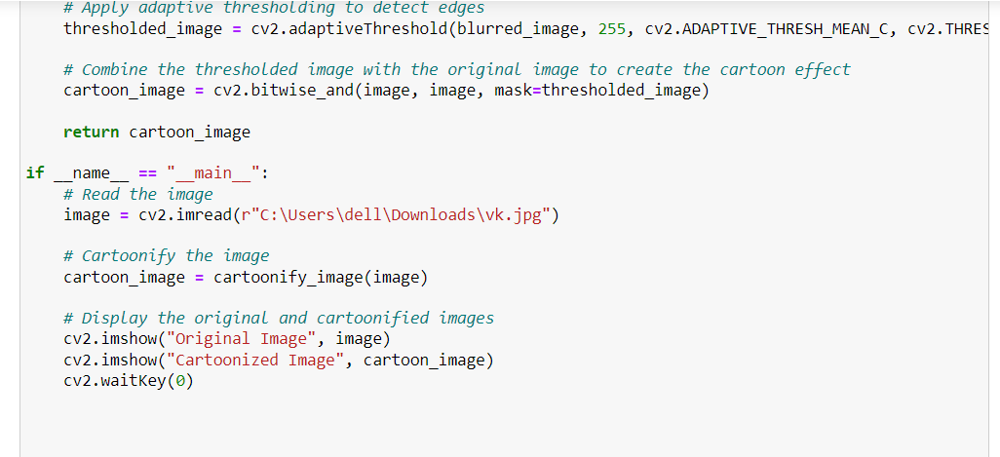 # Apply adaptive thresholding to detect edges
thresholded_image = cv2.adaptiveThreshold(blurred_image, 255, cv2.ADAPTIVE_THRESH_MEAN_C, cv2.THRES
# Combine the thresholded image with the original image to create the cartoon effect
cartoon_image = cv2.bitwise_and(image, image, mask=thresholded_image)
return cartoon_image
if __name__ == "__main__":
# Read the image
image = cv2.imread(r"C:\Users\dell\Downloads\vk.jpg")
# Cartoonify the image
cartoon_image = cartoonify_image(image)
# Display the original and cartoonified images
cv2.imshow("Original Image", image)
cv2.imshow("Cartoonized Image", cartoon_image)
cv2.waitKey(0)